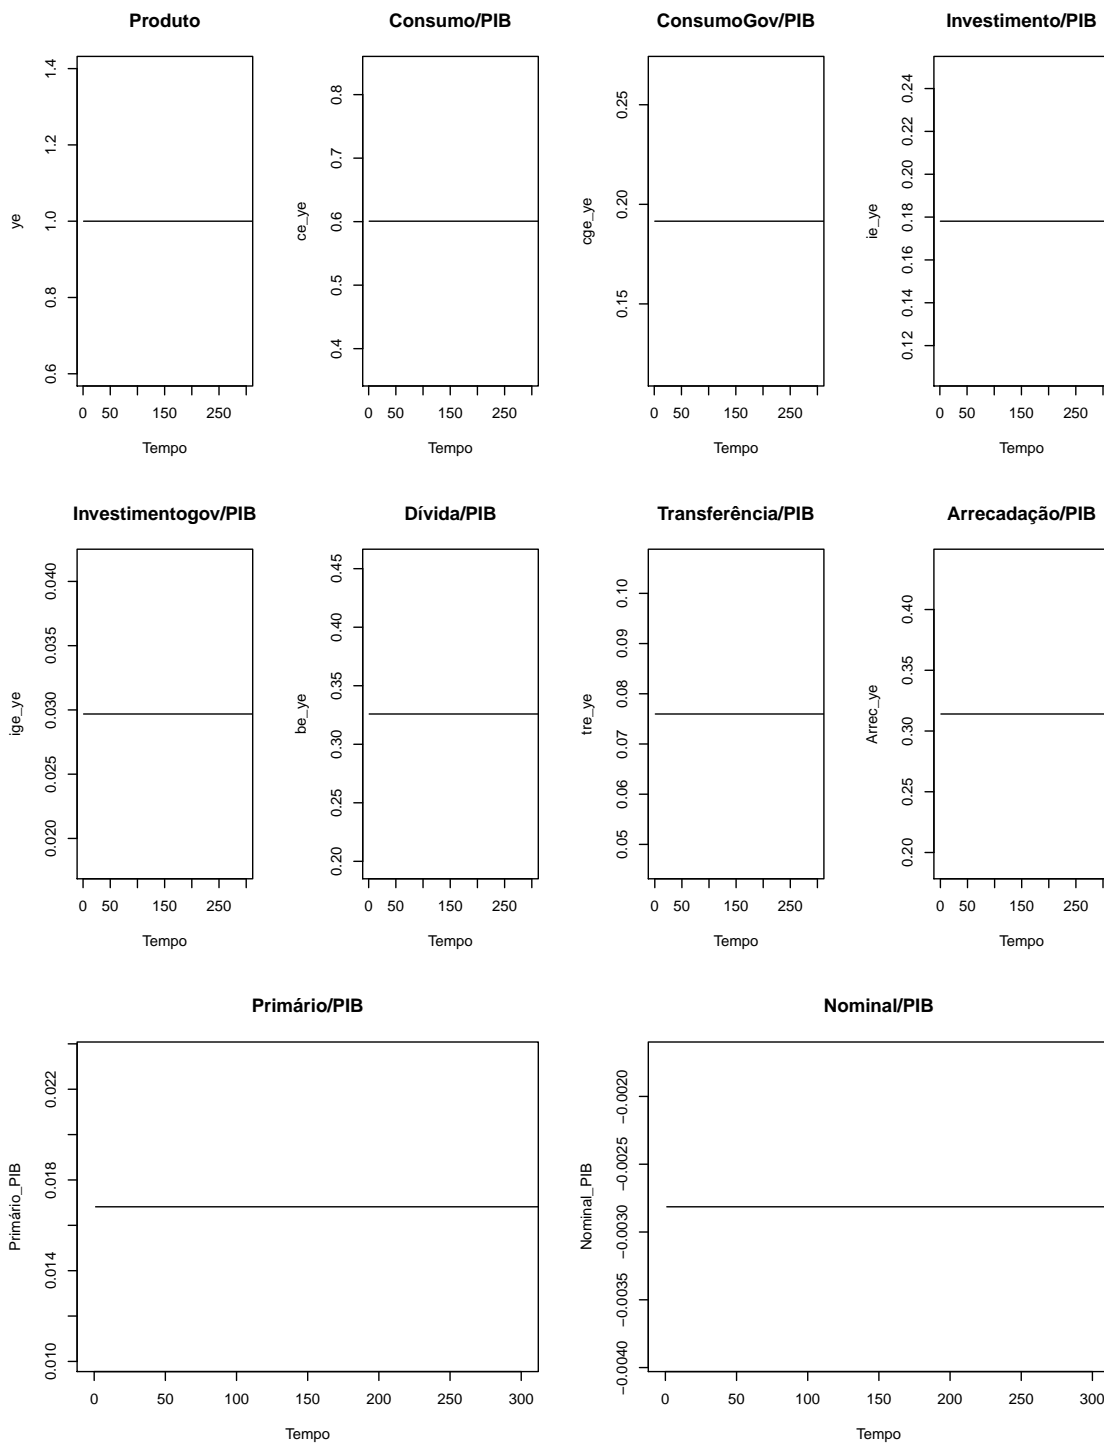 Produto
ye
0.6 0.8 1.0 1.2 1.4
0 50 150 250
Tempo
Consumo/PIB
ce_ye
0.4 0.5 0.6 0.7 0.8
0 50 150 250
Tempo
ConsumoGov/PIB
cge_ye
0.15 0.20 0.25
0 50 150 250
Tempo
Investimento/PIB
ie_ye
0.12 0.14 0.16 0.18 0.20 0.22 0.24
0 50 150 250
Tempo
Investimentogov/PIB
ige_ye
0.020 0.025 0.030 0.035 0.040
0 50 150 250
Tempo
Dívida/PIB
be_ye
0.20 0.25 0.30 0.35 0.40 0.45
0 50 150 250
Tempo
Transferência/PIB
tre_ye
0.05 0.06 0.07 0.08 0.09 0.10
0 50 150 250
Tempo
Arrecadação/PIB
Arrec_ye
0.20 0.25 0.30 0.35 0.40
0 50 150 250
Tempo
Primário/PIB
Primário_PIB
0.010 0.014 0.018 0.022
0 50 100 150 200 250 300
Tempo
Nominal/PIB
Nominal_PIB
−0.0040 −0.0035 −0.0030 −0.0025 −0.0020
0 50 100 150 200 250 300
Tempo